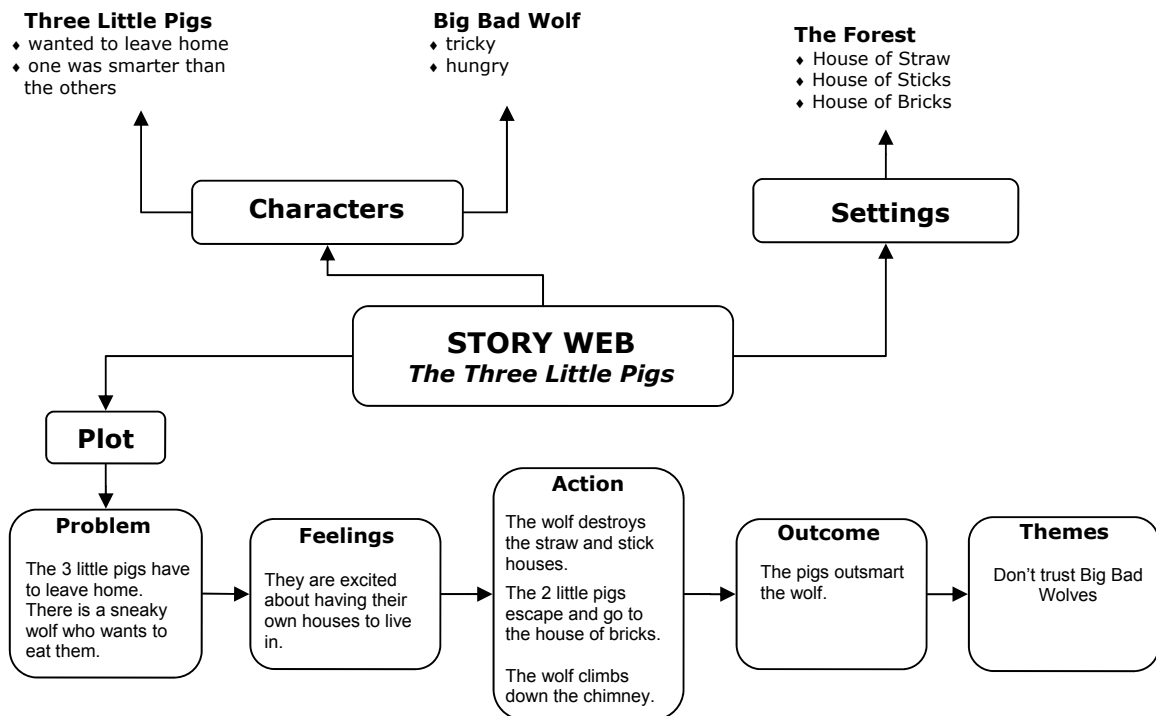 Three Little Pigs
♦ wanted to leave home
♦ one was smarter than
the others
Big Bad Wolf
♦ tricky
♦ hungry
The Forest
♦ House of Straw
♦ House of Sticks
♦ House of Bricks
Characters
Settings
STORY WEB
The Three Little Pigs
Plot
Problem
The 3 little pigs have
to leave home.
There is a sneaky
wolf who wants to
eat them.
Feelings
They are excited
about having their
own houses to live
in.
Action
The wolf destroys
the straw and stick
houses.
The 2 little pigs
escape and go to
the house of bricks.
The wolf climbs
down the chimney.
Outcome
The pigs outsmart
the wolf.
Themes
Don’t trust Big Bad
Wolves